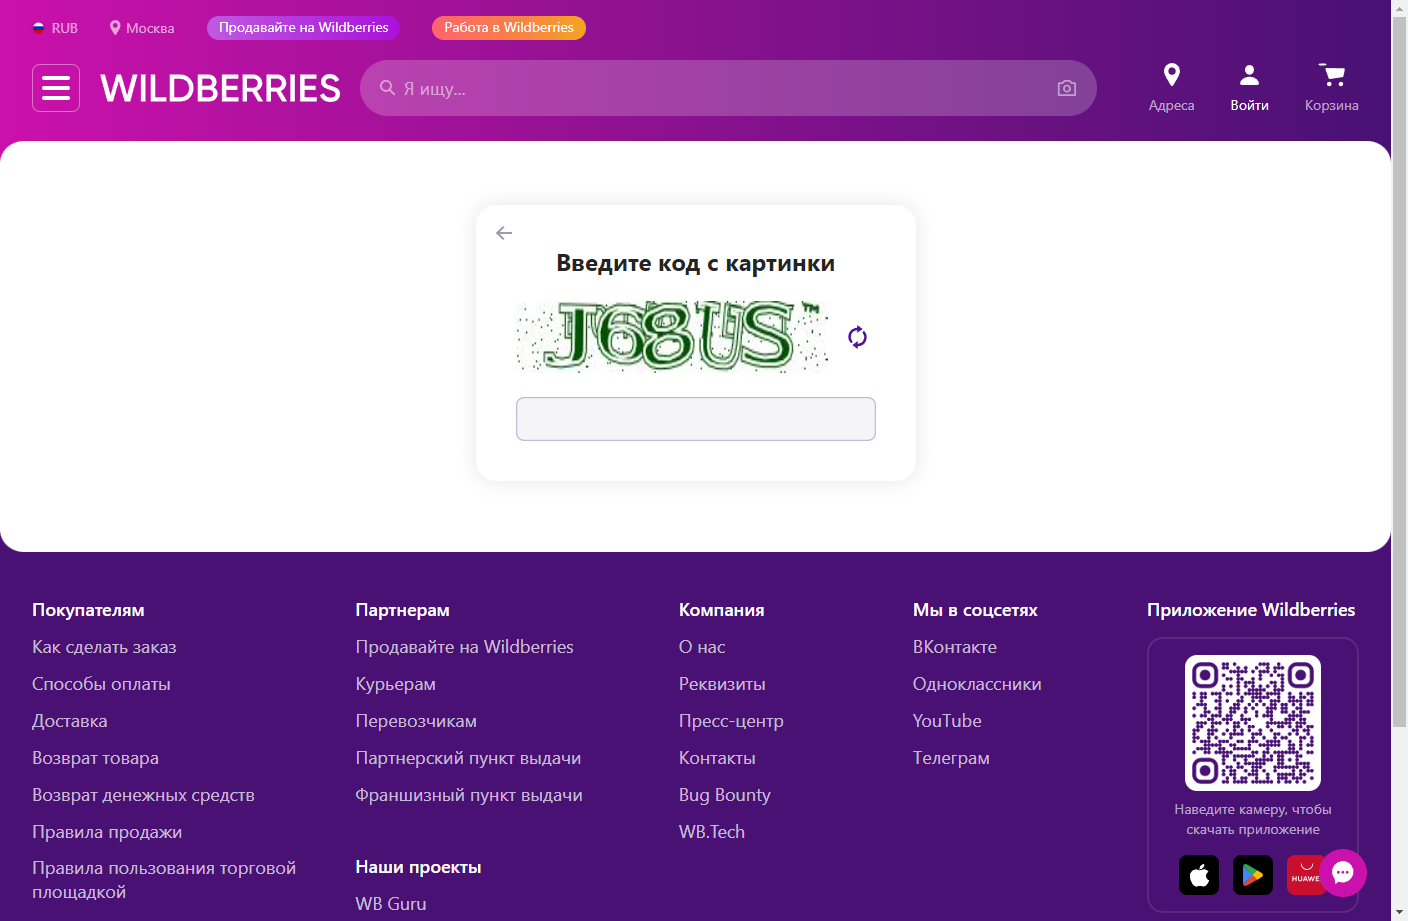 RUB
Москва
Продавайте на Wildberries
Работа в Wildberries
WILDBERRIES
Я ищу...
Адреса
Войти
Корзина
Введите код с картинки
J68US™
Покупателям
Как сделать заказ
Способы оплаты
Доставка
Возврат товара
Возврат денежных средств
Правила продажи
Правила пользования торговой
площадкой
Партнерам
Продавайте на Wildberries
Курьерам
Перевозчикам
Партнерский пункт выдачи
Франшизный пункт выдачи
Наши проекты
WB Guru
Компания
О нас
Реквизиты
Пресс-центр
Контакты
Bug Bounty
WB.Tech
Мы в соцсетях
ВКонтакте
Одноклассники
YouTube
Телеграм
Приложение Wildberries
Наведите камеру, чтобы
скачать приложение